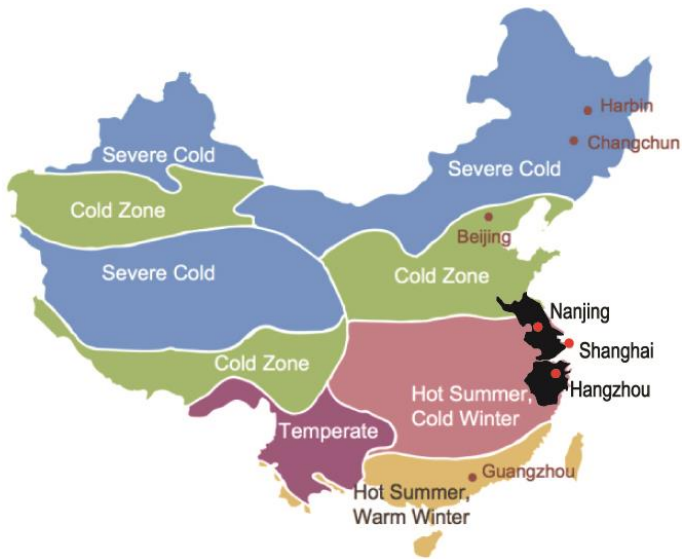 Harbin
Changchun
Severe Cold
Severe Cold
Cold Zone
Beijing
Severe Cold
Cold Zone
Nanjing
Shanghai
Cold Zone
Hot Summer,
Cold Winter
Hangzhou
Temperate
Guangzhou
Hot Summer,
Warm Winter